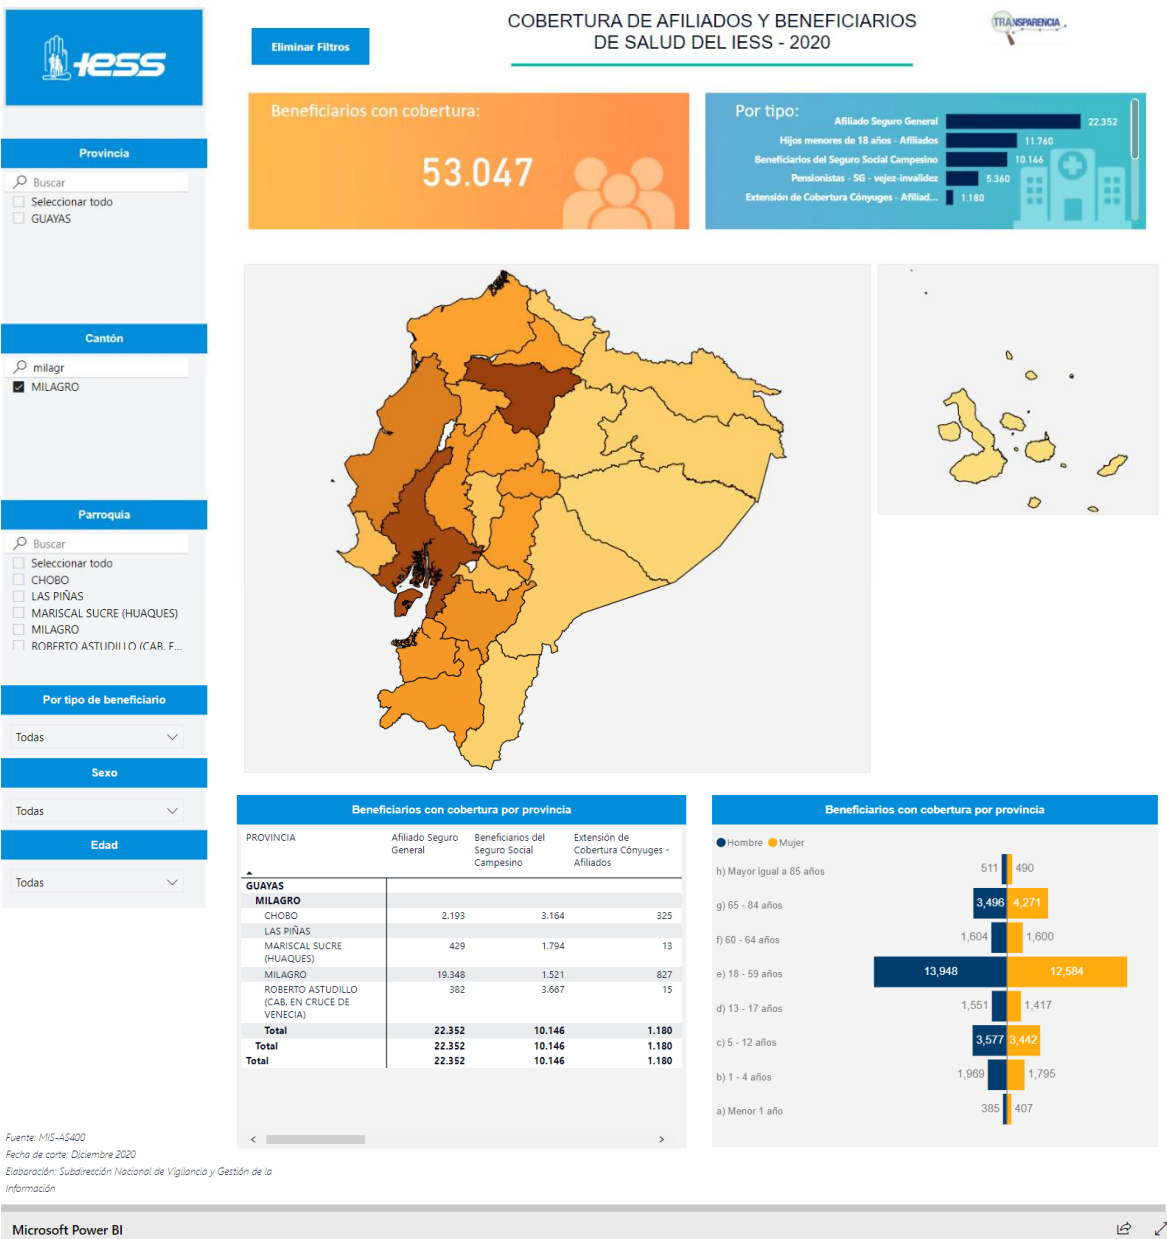 iess
Eliminar Filtros
COBERTURA DE AFILIADOS Y BENEFICIARIOS
DE SALUD DEL IESS - 2020
TRANSPARENCIA
Beneficiarios con cobertura:
53.047
Por tipo:
Afiliado Seguro General 22.352
Hijos menores de 18 años - Afiliados 11.760
Beneficiarios del Seguro Social Campesino 10.146
Pensionistas - SG - vejez-invalidez 5.360
Extensión de Cobertura Cónyuges - Afiliad... 1.180
Provincia
Buscar
Seleccionar todo
GUAYAS
Cantón
milagr
MILAGRO
Parroquia
Buscar
Seleccionar todo
CHOBO
LAS PIÑAS
MARISCAL SUCRE (HUAQUES)
MILAGRO
ROBERTO ASTUDILLO (CAB. E...
Por tipo de beneficiario
Todas
Sexo
Todas
Edad
Todas
Beneficiarios con cobertura por provincia
PROVINCIA Afiliado Seguro Beneficiarios del Extensión de
General Seguro Social Cobertura Cónyuges -
Campesino Afiliados
GUAYAS
MILAGRO
CHOBO 2.193 3.164 325
LAS PIÑAS
MARISCAL SUCRE 429 1.794 13
(HUAQUES)
MILAGRO 19.348 1.521 827
ROBERTO ASTUDILLO 382 3.667 15
(CAB. EN CRUCE DE
VENECIA)
Total 22.352 10.146 1.180
Total 22.352 10.146 1.180
Total 22.352 10.146 1.180
Beneficiarios con cobertura por provincia
Hombre Mujer
h) Mayor igual a 85 años 511 490
g) 65 - 84 años 3,496 4,271
f) 60 - 64 años 1,604 1,600
e) 18 - 59 años 13,948 12,584
d) 13 - 17 años 1,551 1,417
c) 5 - 12 años 3,577 3,442
b) 1 - 4 años 1,969 1,795
a) Menor 1 año 385 407
Fuente: MIS-AS400
Fecha de corte: Diciembre 2020
Elaboración: Subdirección Nacional de Vigilancia y Gestión de la
Información
Microsoft Power BI